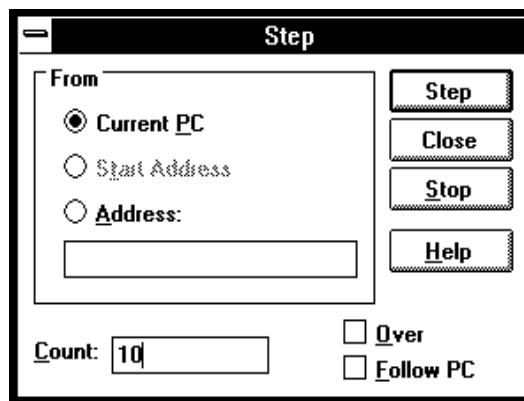 Step
From
Current PC
Start Address
Address:
Count: 10
Over
Follow PC
Step
Close
Stop
Help